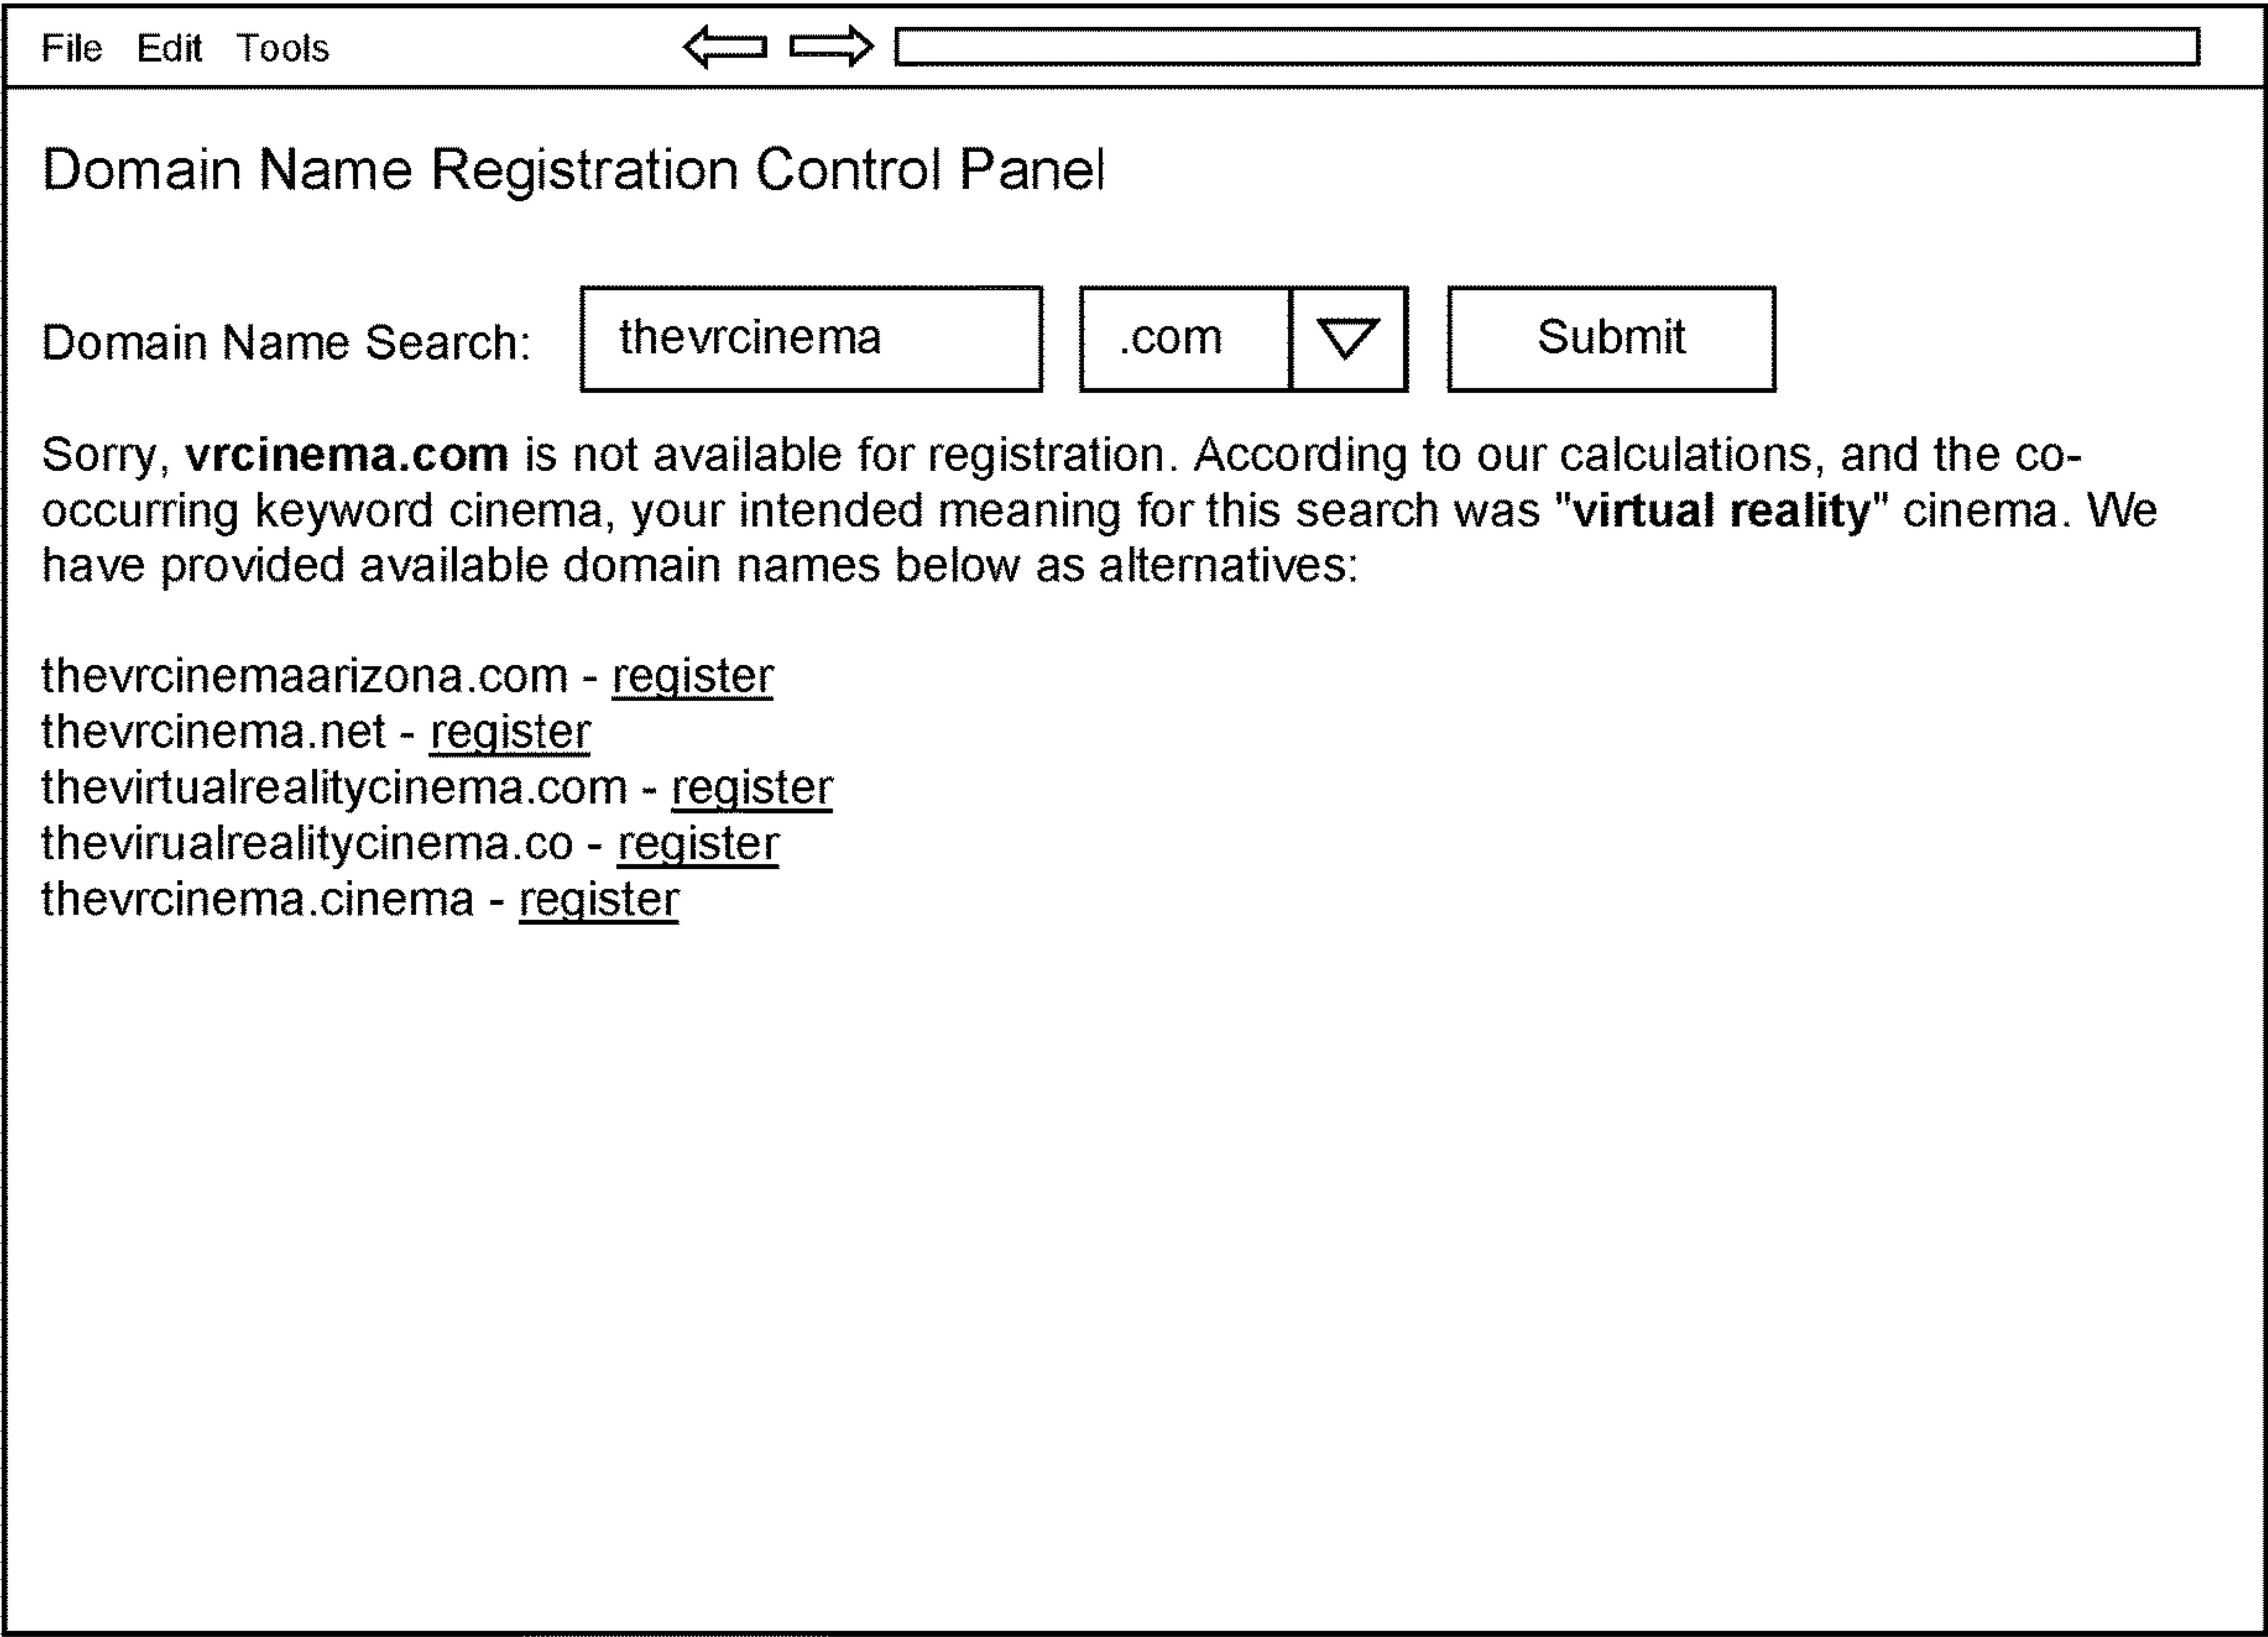 File Edit Tools
Domain Name Registration Control Panel
Domain Name Search: thevrcinema .com Submit
Sorry, vrcinema.com is not available for registration. According to our calculations, and the co-
occurring keyword cinema, your intended meaning for this search was "virtual reality" cinema. We
have provided available domain names below as alternatives:
thevrcinemaarizona.com - register
thevrcinema.net - register
thevirtualrealitycinema.com - register
thevirualrealitycinema.co - register
thevrcinema.cinema - register